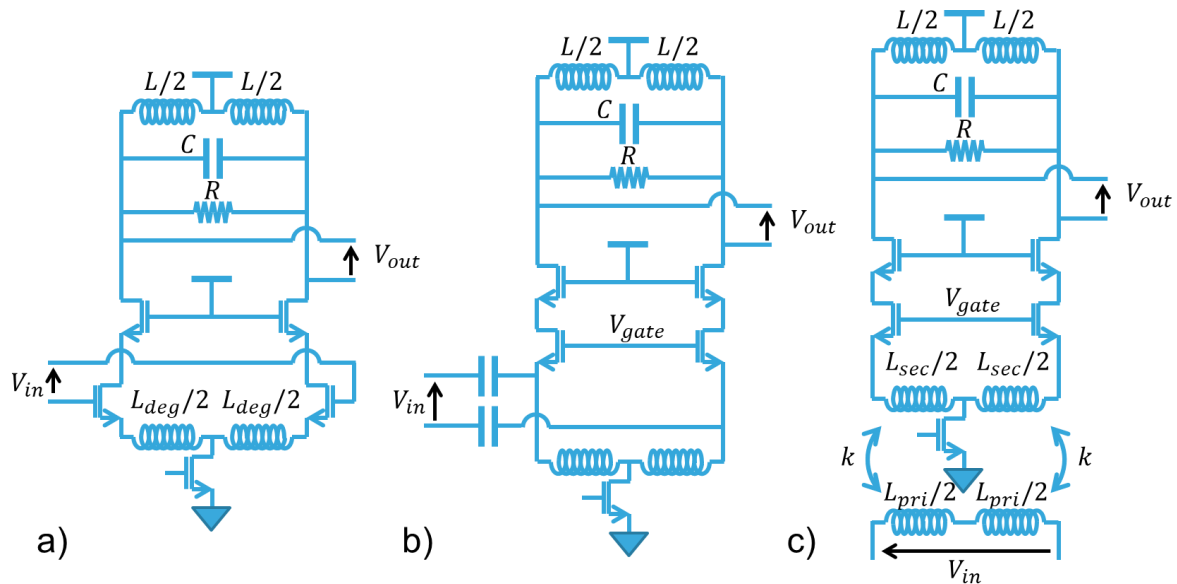 L/2 L/2
C
R
V_out
V_in
L_deg/2 L_deg/2
a)
L/2 L/2
C
R
V_out
V_gate
V_in
b)
L/2 L/2
C
R
V_out
V_gate
L_sec/2 L_sec/2
k k
L_pri/2 L_pri/2
V_in
c)